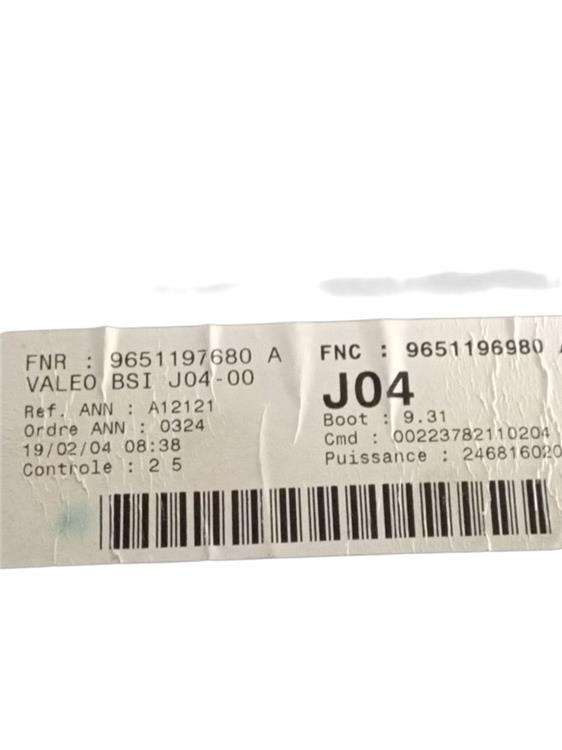 FNR : 9651197680 A
VALEO BSI J04-00
Ref. ANN : A12121
Ordre ANN : 0324
19/02/04 08:38
Controle : 2 5
FNC : 9651196980
J04
Boot : 9.31
Cmd : 00223782110204
Puissance : 246816020